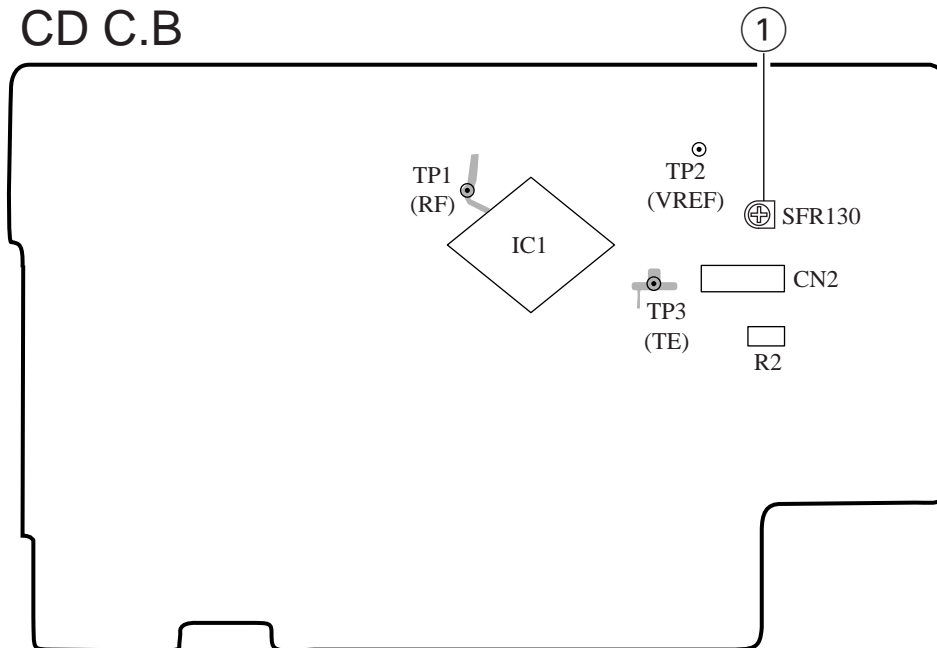 CD C.B
1
TP1
(RF)
TP2
(VREF)
SFR130
IC1
CN2
TP3
(TE)
R2